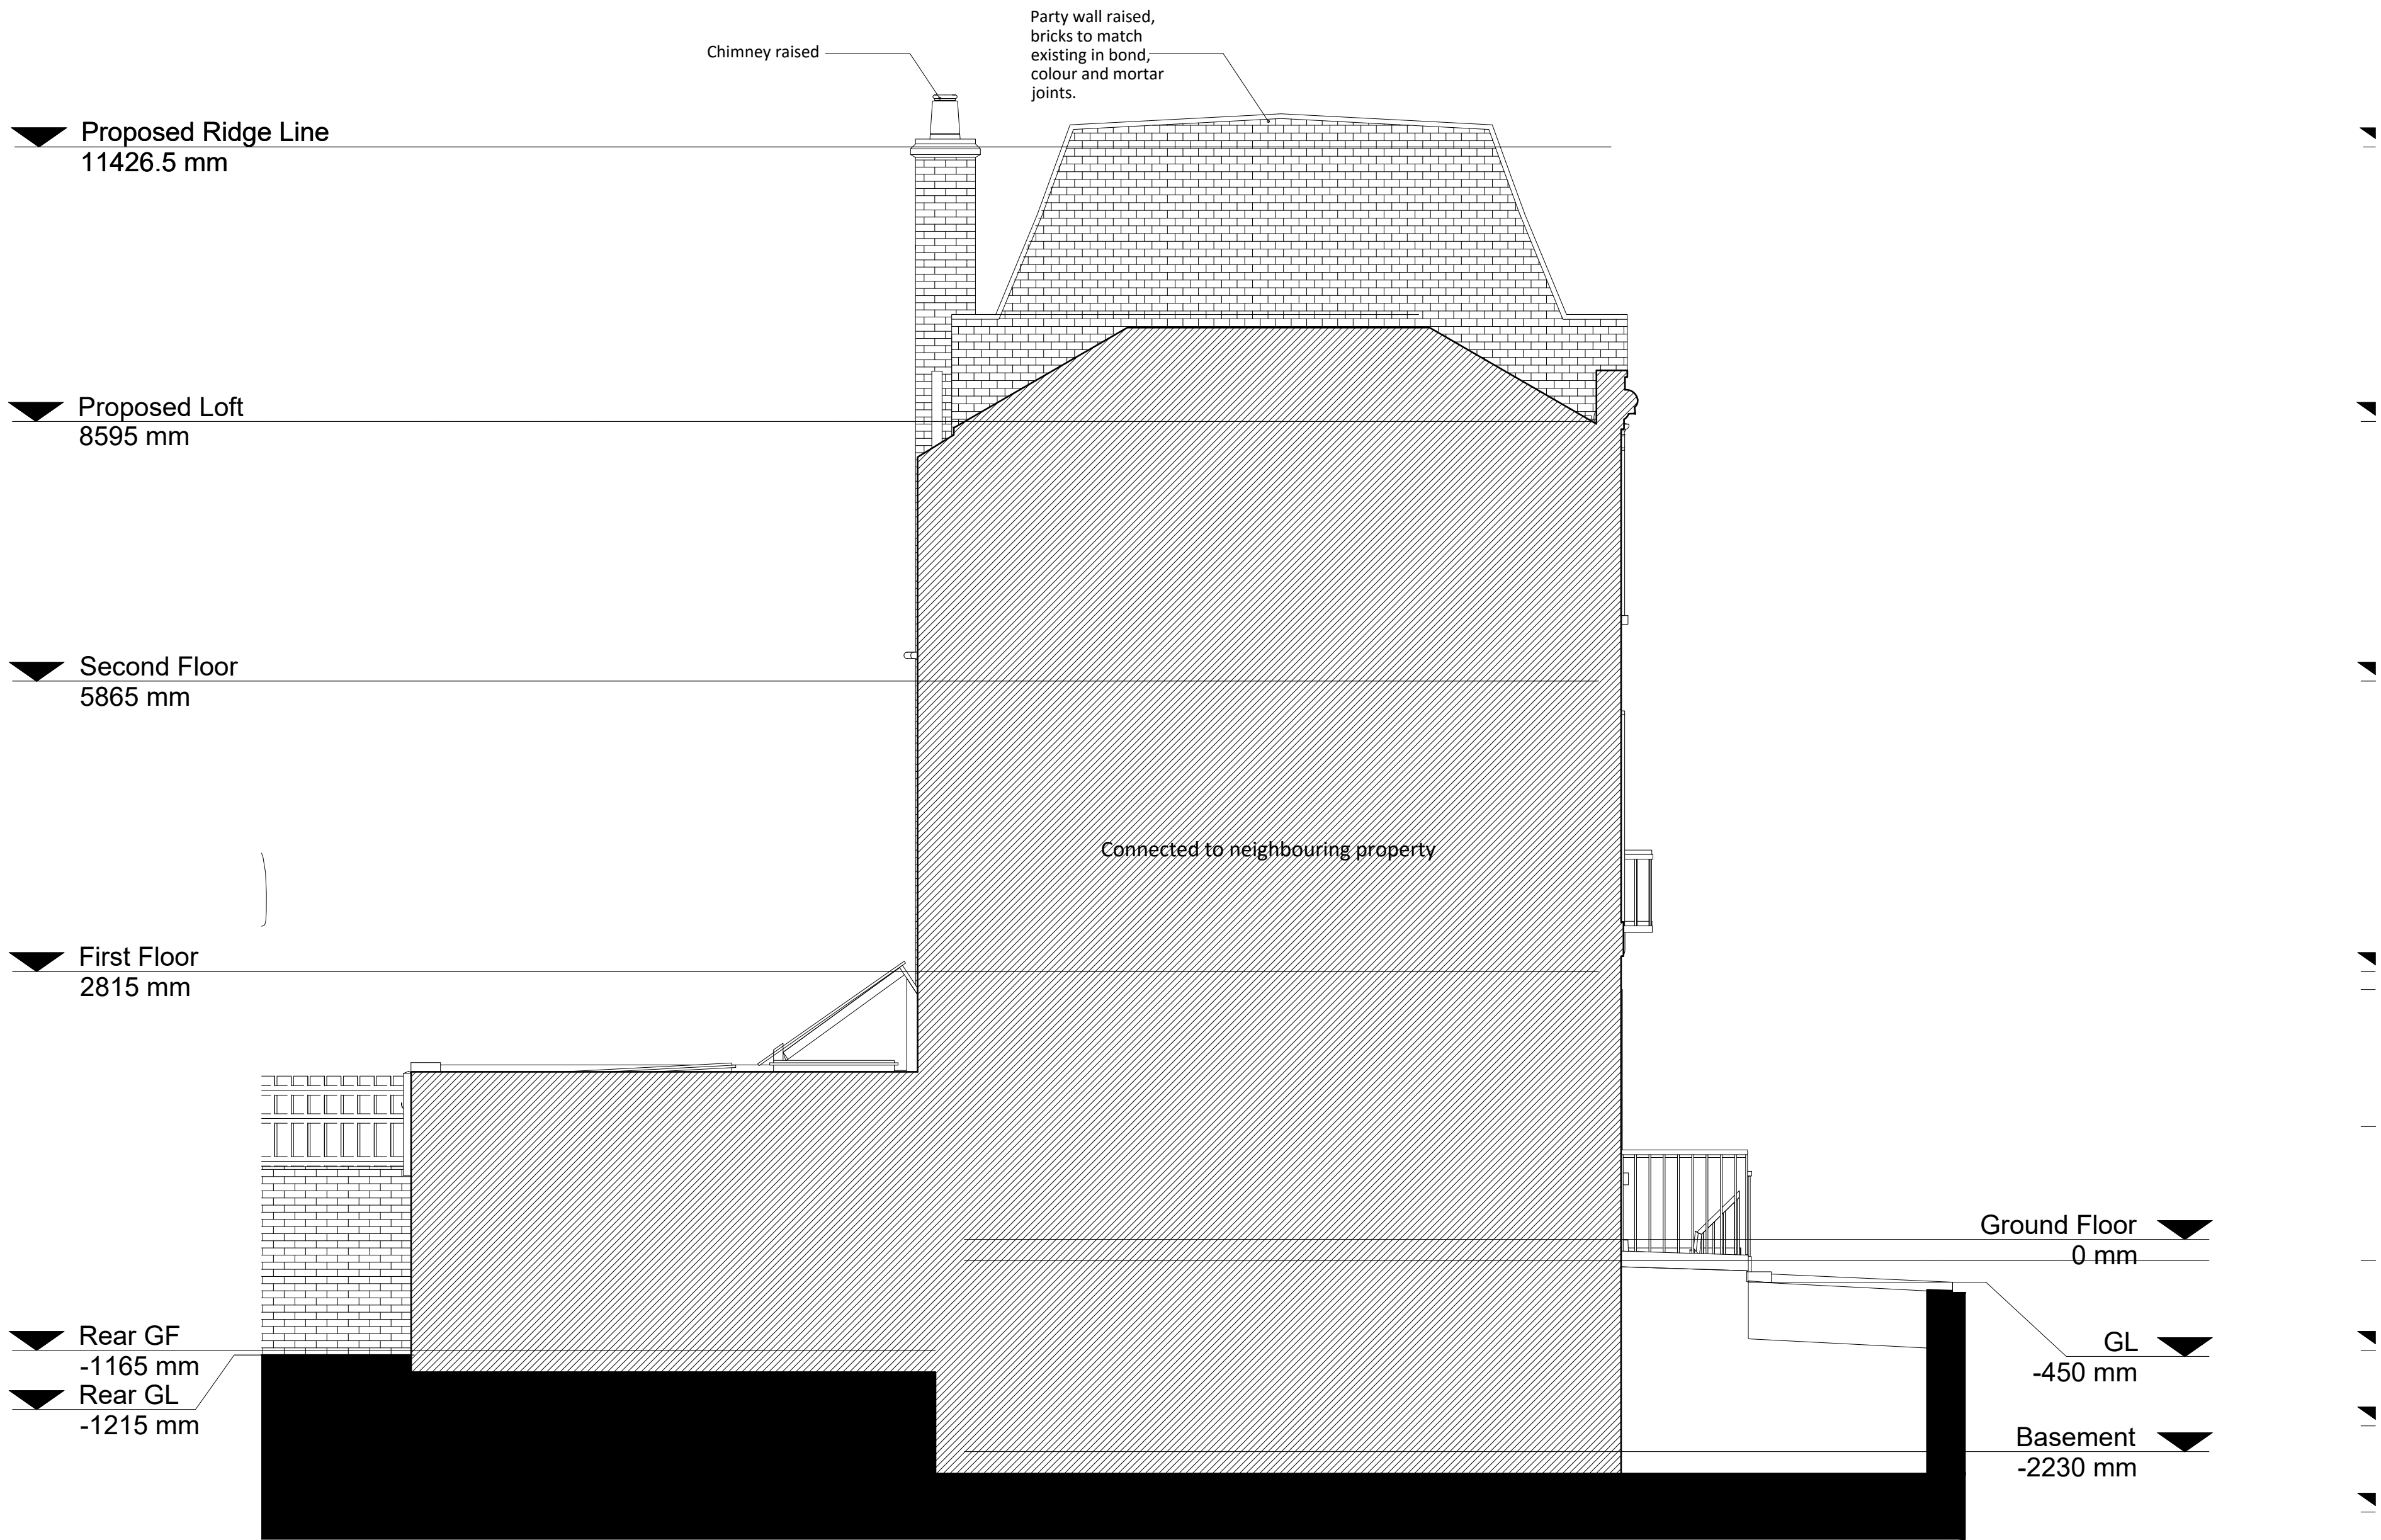 Party wall raised,
bricks to match
existing in bond,
colour and mortar
joints.
Chimney raised
Proposed Ridge Line
11426.5 mm
Proposed Loft
8595 mm
Second Floor
5865 mm
Connected to neighbouring property
First Floor
2815 mm
Ground Floor
0 mm
Rear GF
-1165 mm
GL
-450 mm
Rear GL
-1215 mm
Basement
-2230 mm